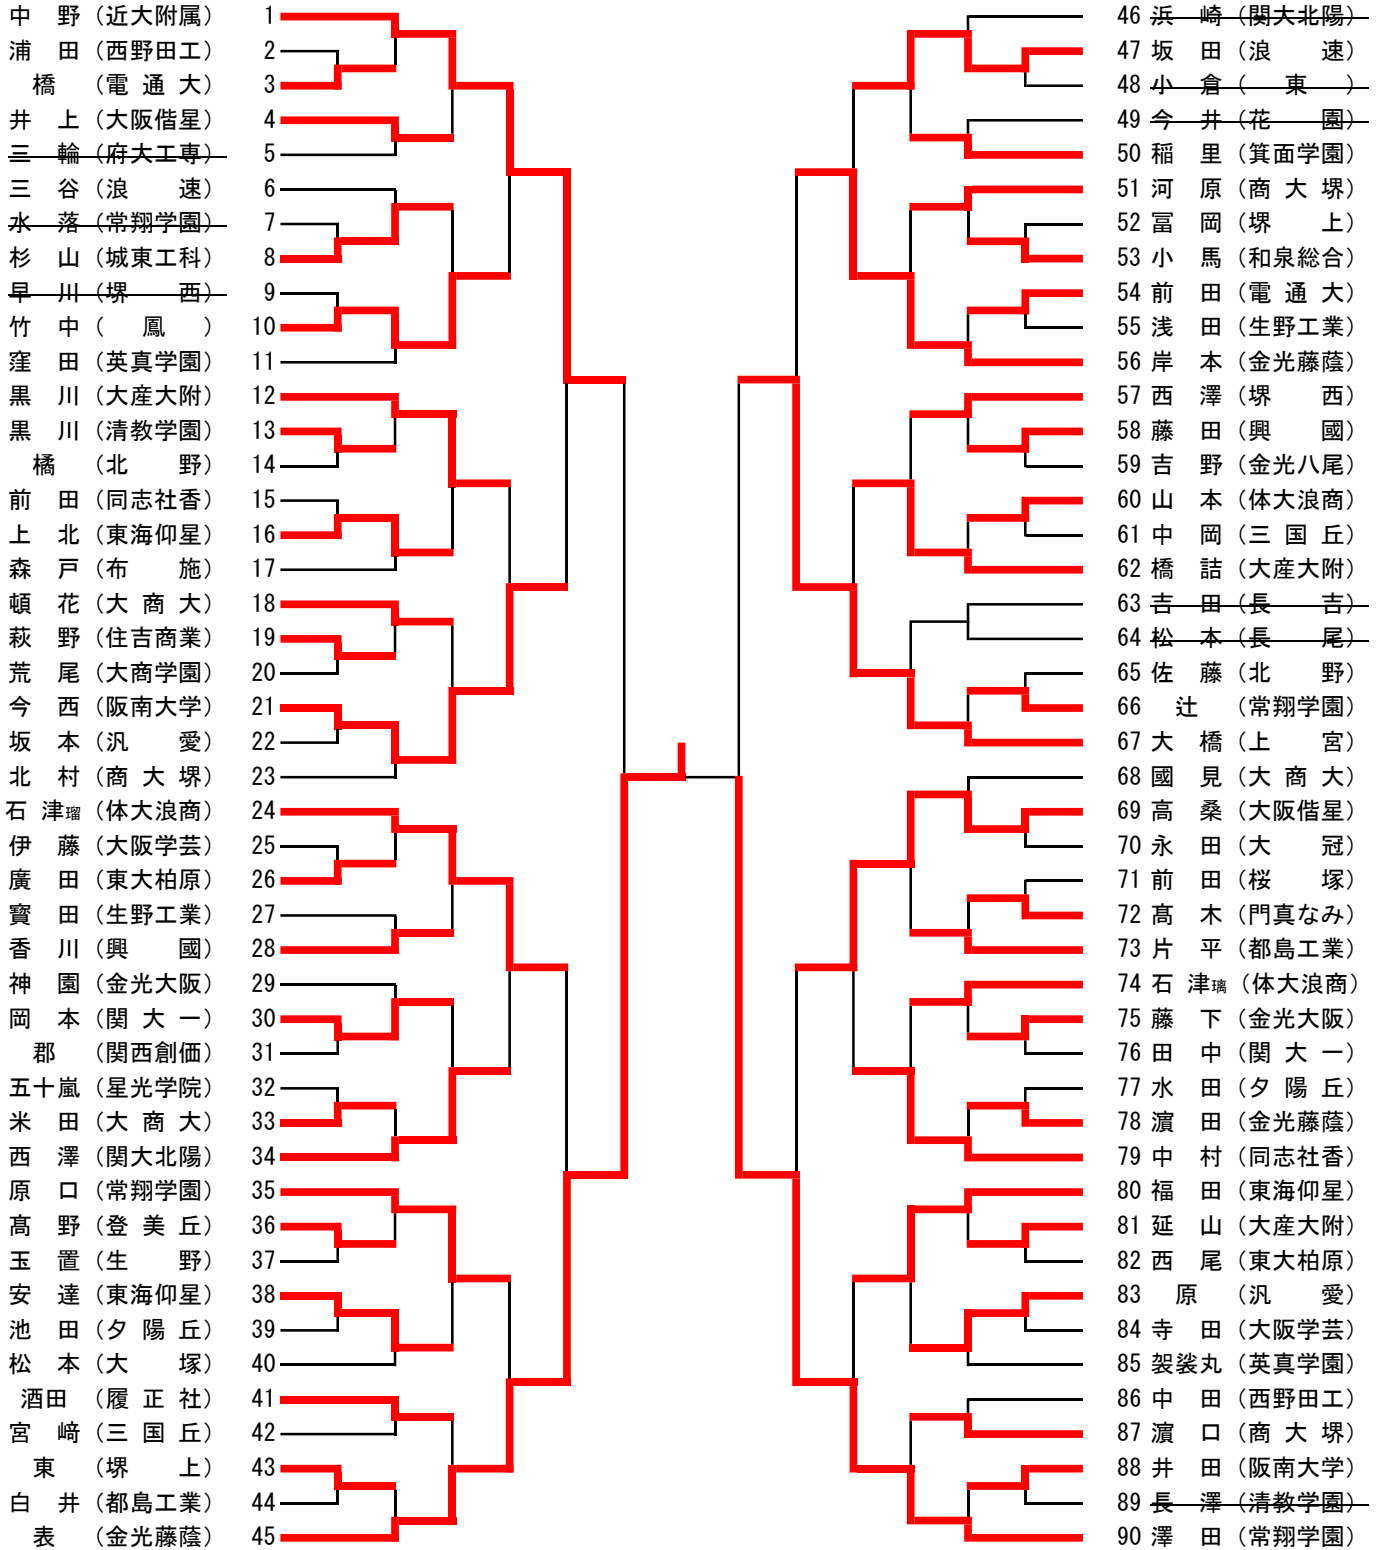 中 野 (近大附属) 1
浦 田 (西野田工) 2
橋 (電 通 大) 3
井 上 (大阪偕星) 4
三 輪 (府大工専) 5
三 谷 (浪 速) 6
水 落 (常翔学園) 7
杉 山 (城東工科) 8
早 川 (堺 西) 9
竹 中 ( 鳳 ) 10
窪 田 (英真学園) 11
黒 川 (大産大附) 12
黒 川 (清教学園) 13
橘 (北 野) 14
前 田 (同志社香) 15
上 北 (東海仰星) 16
森 戸 (布 施) 17
頓 花 (大 商 大) 18
萩 野 (住吉商業) 19
荒 尾 (大商学園) 20
今 西 (阪南大学) 21
坂 本 (汎 愛) 22
北 村 (商 大 堺) 23
石 津瑠 (体大浪商) 24
伊 藤 (大阪学芸) 25
廣 田 (東大柏原) 26
寳 田 (生野工業) 27
香 川 (興 國) 28
神 園 (金光大阪) 29
岡 本 (関 大 一) 30
郡 (関西創価) 31
五十嵐 (星光学院) 32
米 田 (大 商 大) 33
西 澤 (関大北陽) 34
原 口 (常翔学園) 35
髙 野 (登 美 丘) 36
玉 置 (生 野) 37
安 達 (東海仰星) 38
池 田 (夕 陽 丘) 39
松 本 (大 塚) 40
酒田 (履 正 社) 41
宮 﨑 (三 国 丘) 42
東 (堺 上) 43
白 井 (都島工業) 44
表 (金光藤蔭) 45
46 浜 崎 (関大北陽)
47 坂 田 (浪 速)
48 小 倉 ( 東 )
49 今 井 (花 園)
50 稲 里 (箕面学園)
51 河 原 (商 大 堺)
52 冨 岡 (堺 上)
53 小 馬 (和泉総合)
54 前 田 (電 通 大)
55 浅 田 (生野工業)
56 岸 本 (金光藤蔭)
57 西 澤 (堺 西)
58 藤 田 (興 國)
59 吉 野 (金光八尾)
60 山 本 (体大浪商)
61 中 岡 (三 国 丘)
62 橋 詰 (大産大附)
63 吉 田 (長 吉)
64 松 本 (長 尾)
65 佐 藤 (北 野)
66 辻 (常翔学園)
67 大 橋 (上 宮)
68 國 見 (大 商 大)
69 高 桑 (大阪偕星)
70 永 田 (大 冠)
71 前 田 (桜 塚)
72 髙 木 (門真なみ)
73 片 平 (都島工業)
74 石 津璃 (体大浪商)
75 藤 下 (金光大阪)
76 田 中 (関 大 一)
77 水 田 (夕 陽 丘)
78 濵 田 (金光藤蔭)
79 中 村 (同志社香)
80 福 田 (東海仰星)
81 延 山 (大産大附)
82 西 尾 (東大柏原)
83 原 (汎 愛)
84 寺 田 (大阪学芸)
85 袈裟丸 (英真学園)
86 中 田 (西野田工)
87 濵 口 (商 大 堺)
88 井 田 (阪南大学)
89 長 澤 (清教学園)
90 澤 田 (常翔学園)